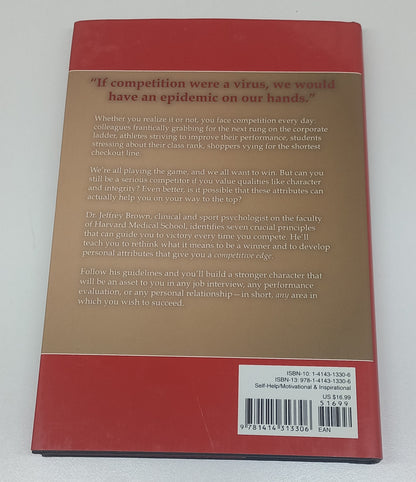 “If competition were a virus, we would
have an epidemic on our hands.”
Whether you realize it or not, you face competition every day:
colleagues frantically grabbing for the next rung on the corporate
ladder, athletes striving to improve their performance, students
stressing about their class rank, shoppers vying for the shortest
checkout line.
We’re all playing the game, and we all want to win. But can you
still be a serious competitor if you value qualities like character
and integrity? Even better, is it possible that these attributes can
actually help you on your way to the top?
Dr. Jeffrey Brown, clinical and sport psychologist on the faculty
of Harvard Medical School, identifies seven crucial principles
that can guide you to victory every time you compete. He’ll
teach you to rethink what it means to be a winner and to develop
personal attributes that give you a competitive edge.
Follow his guidelines and you’ll build a stronger character that
will be an asset to you in any job interview, any performance
evaluation, or any personal relationship—in short, any area in
which you wish to succeed.
ISBN-10: 1-4143-1330-6
ISBN-13: 978-1-4143-1330-6
Self-Help/Motivational & Inspirational
US $16.99
51699
9 781414 313306 EAN